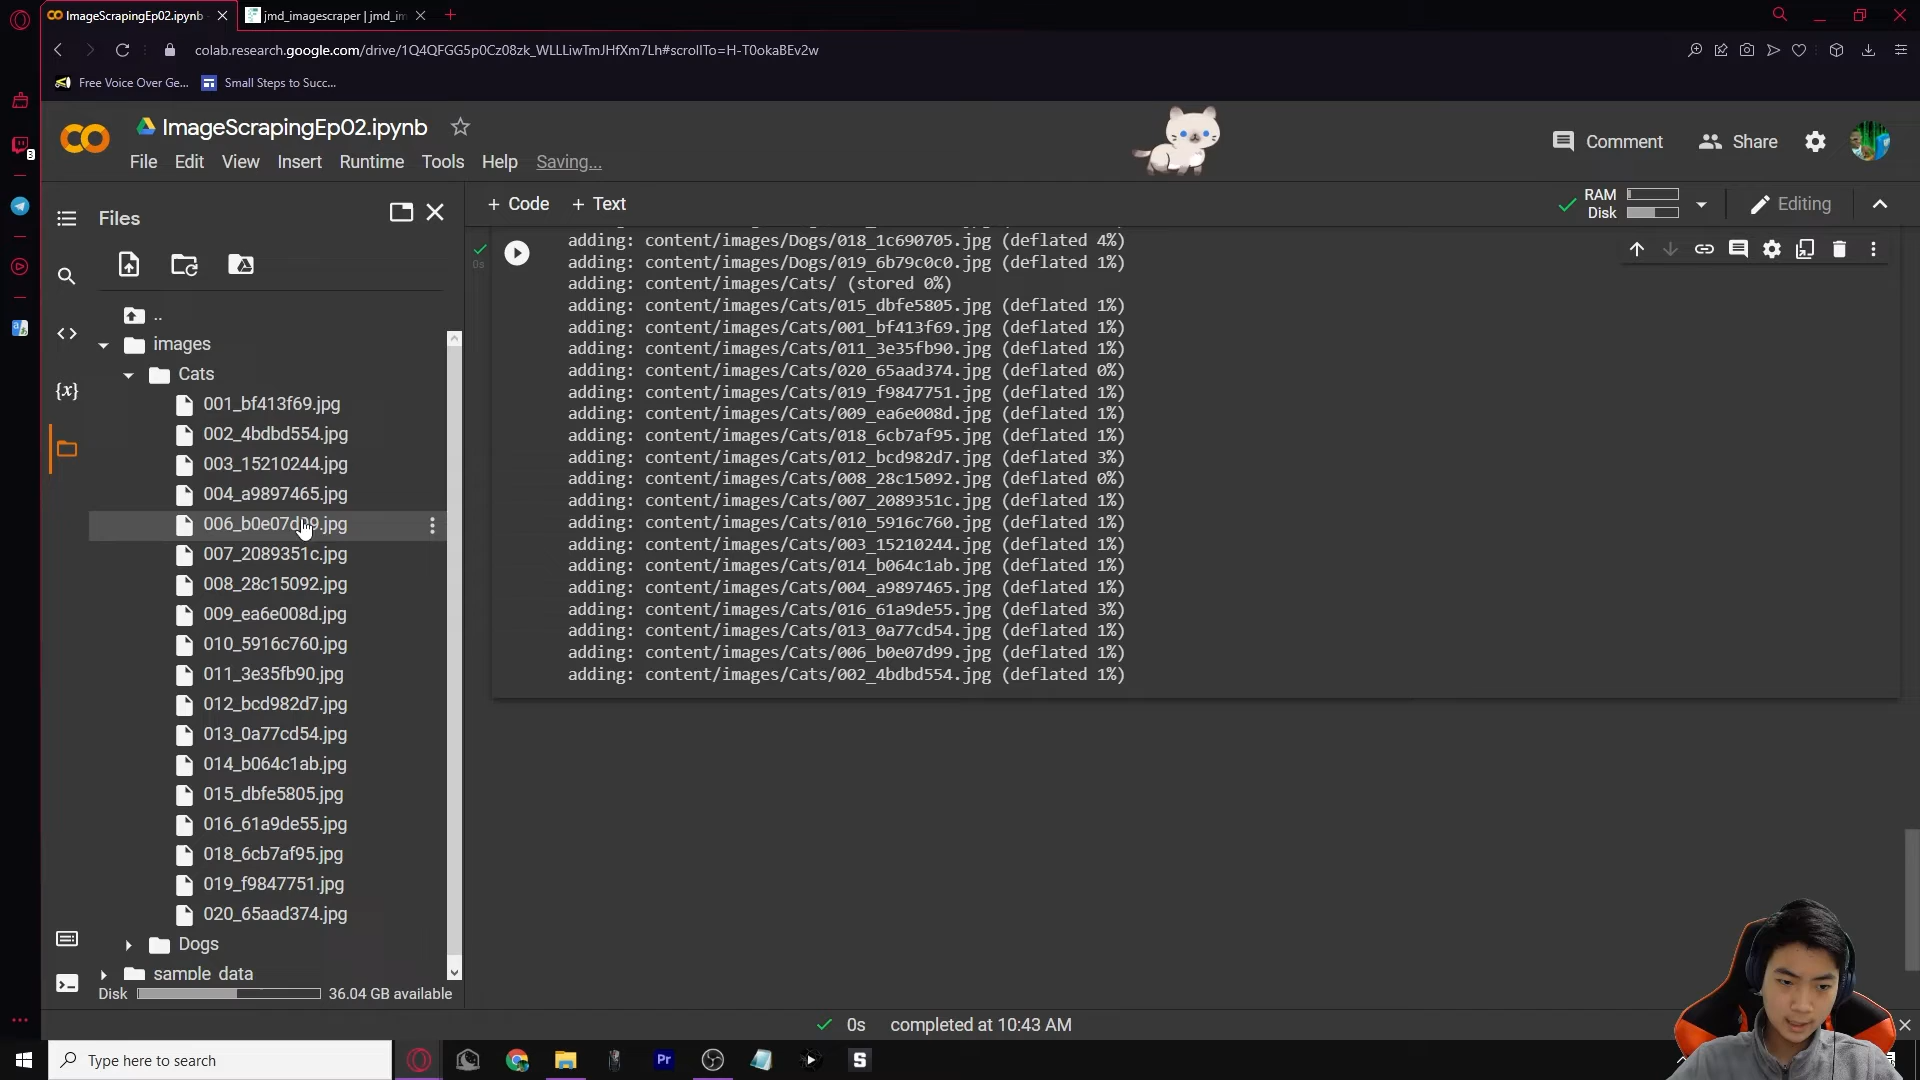 ImageScrapingEp02.ipynb
jmd_imagescraper | jmd_im
colab.research.google.com/drive/1Q4QFGG5p0Cz08zk_WLLLiwTmJHfXm7Lh#scrollTo=H-T0okaBEv2w
Free Voice Over Ge...
Small Steps to Succ...
ImageScrapingEp02.ipynb
File Edit View Insert Runtime Tools Help Saving...
Comment
Share
Files
+ Code + Text
RAM
Disk
Editing
3
..
images
Cats
001_bf413f69.jpg
002_4bdbd554.jpg
003_15210244.jpg
004_a9897465.jpg
006_b0e07d99.jpg
007_2089351c.jpg
008_28c15092.jpg
009_ea6e008d.jpg
010_5916c760.jpg
011_3e35fb90.jpg
012_bcd982d7.jpg
013_0a77cd54.jpg
014_b064c1ab.jpg
015_dbfe5805.jpg
016_61a9de55.jpg
018_6cb7af95.jpg
019_f9847751.jpg
020_65aad374.jpg
Dogs
sample_data
Disk 36.04 GB available
{x}
0s
adding: content/images/Dogs/018_1c690705.jpg (deflated 4%)
adding: content/images/Dogs/019_6b79c0c0.jpg (deflated 1%)
adding: content/images/Cats/ (stored 0%)
adding: content/images/Cats/015_dbfe5805.jpg (deflated 1%)
adding: content/images/Cats/001_bf413f69.jpg (deflated 1%)
adding: content/images/Cats/011_3e35fb90.jpg (deflated 1%)
adding: content/images/Cats/020_65aad374.jpg (deflated 0%)
adding: content/images/Cats/019_f9847751.jpg (deflated 1%)
adding: content/images/Cats/009_ea6e008d.jpg (deflated 1%)
adding: content/images/Cats/018_6cb7af95.jpg (deflated 1%)
adding: content/images/Cats/012_bcd982d7.jpg (deflated 3%)
adding: content/images/Cats/008_28c15092.jpg (deflated 0%)
adding: content/images/Cats/007_2089351c.jpg (deflated 1%)
adding: content/images/Cats/010_5916c760.jpg (deflated 1%)
adding: content/images/Cats/003_15210244.jpg (deflated 1%)
adding: content/images/Cats/014_b064c1ab.jpg (deflated 1%)
adding: content/images/Cats/004_a9897465.jpg (deflated 1%)
adding: content/images/Cats/016_61a9de55.jpg (deflated 3%)
adding: content/images/Cats/013_0a77cd54.jpg (deflated 1%)
adding: content/images/Cats/006_b0e07d99.jpg (deflated 1%)
adding: content/images/Cats/002_4bdbd554.jpg (deflated 1%)
0s completed at 10:43 AM
Type here to search
Pr
S